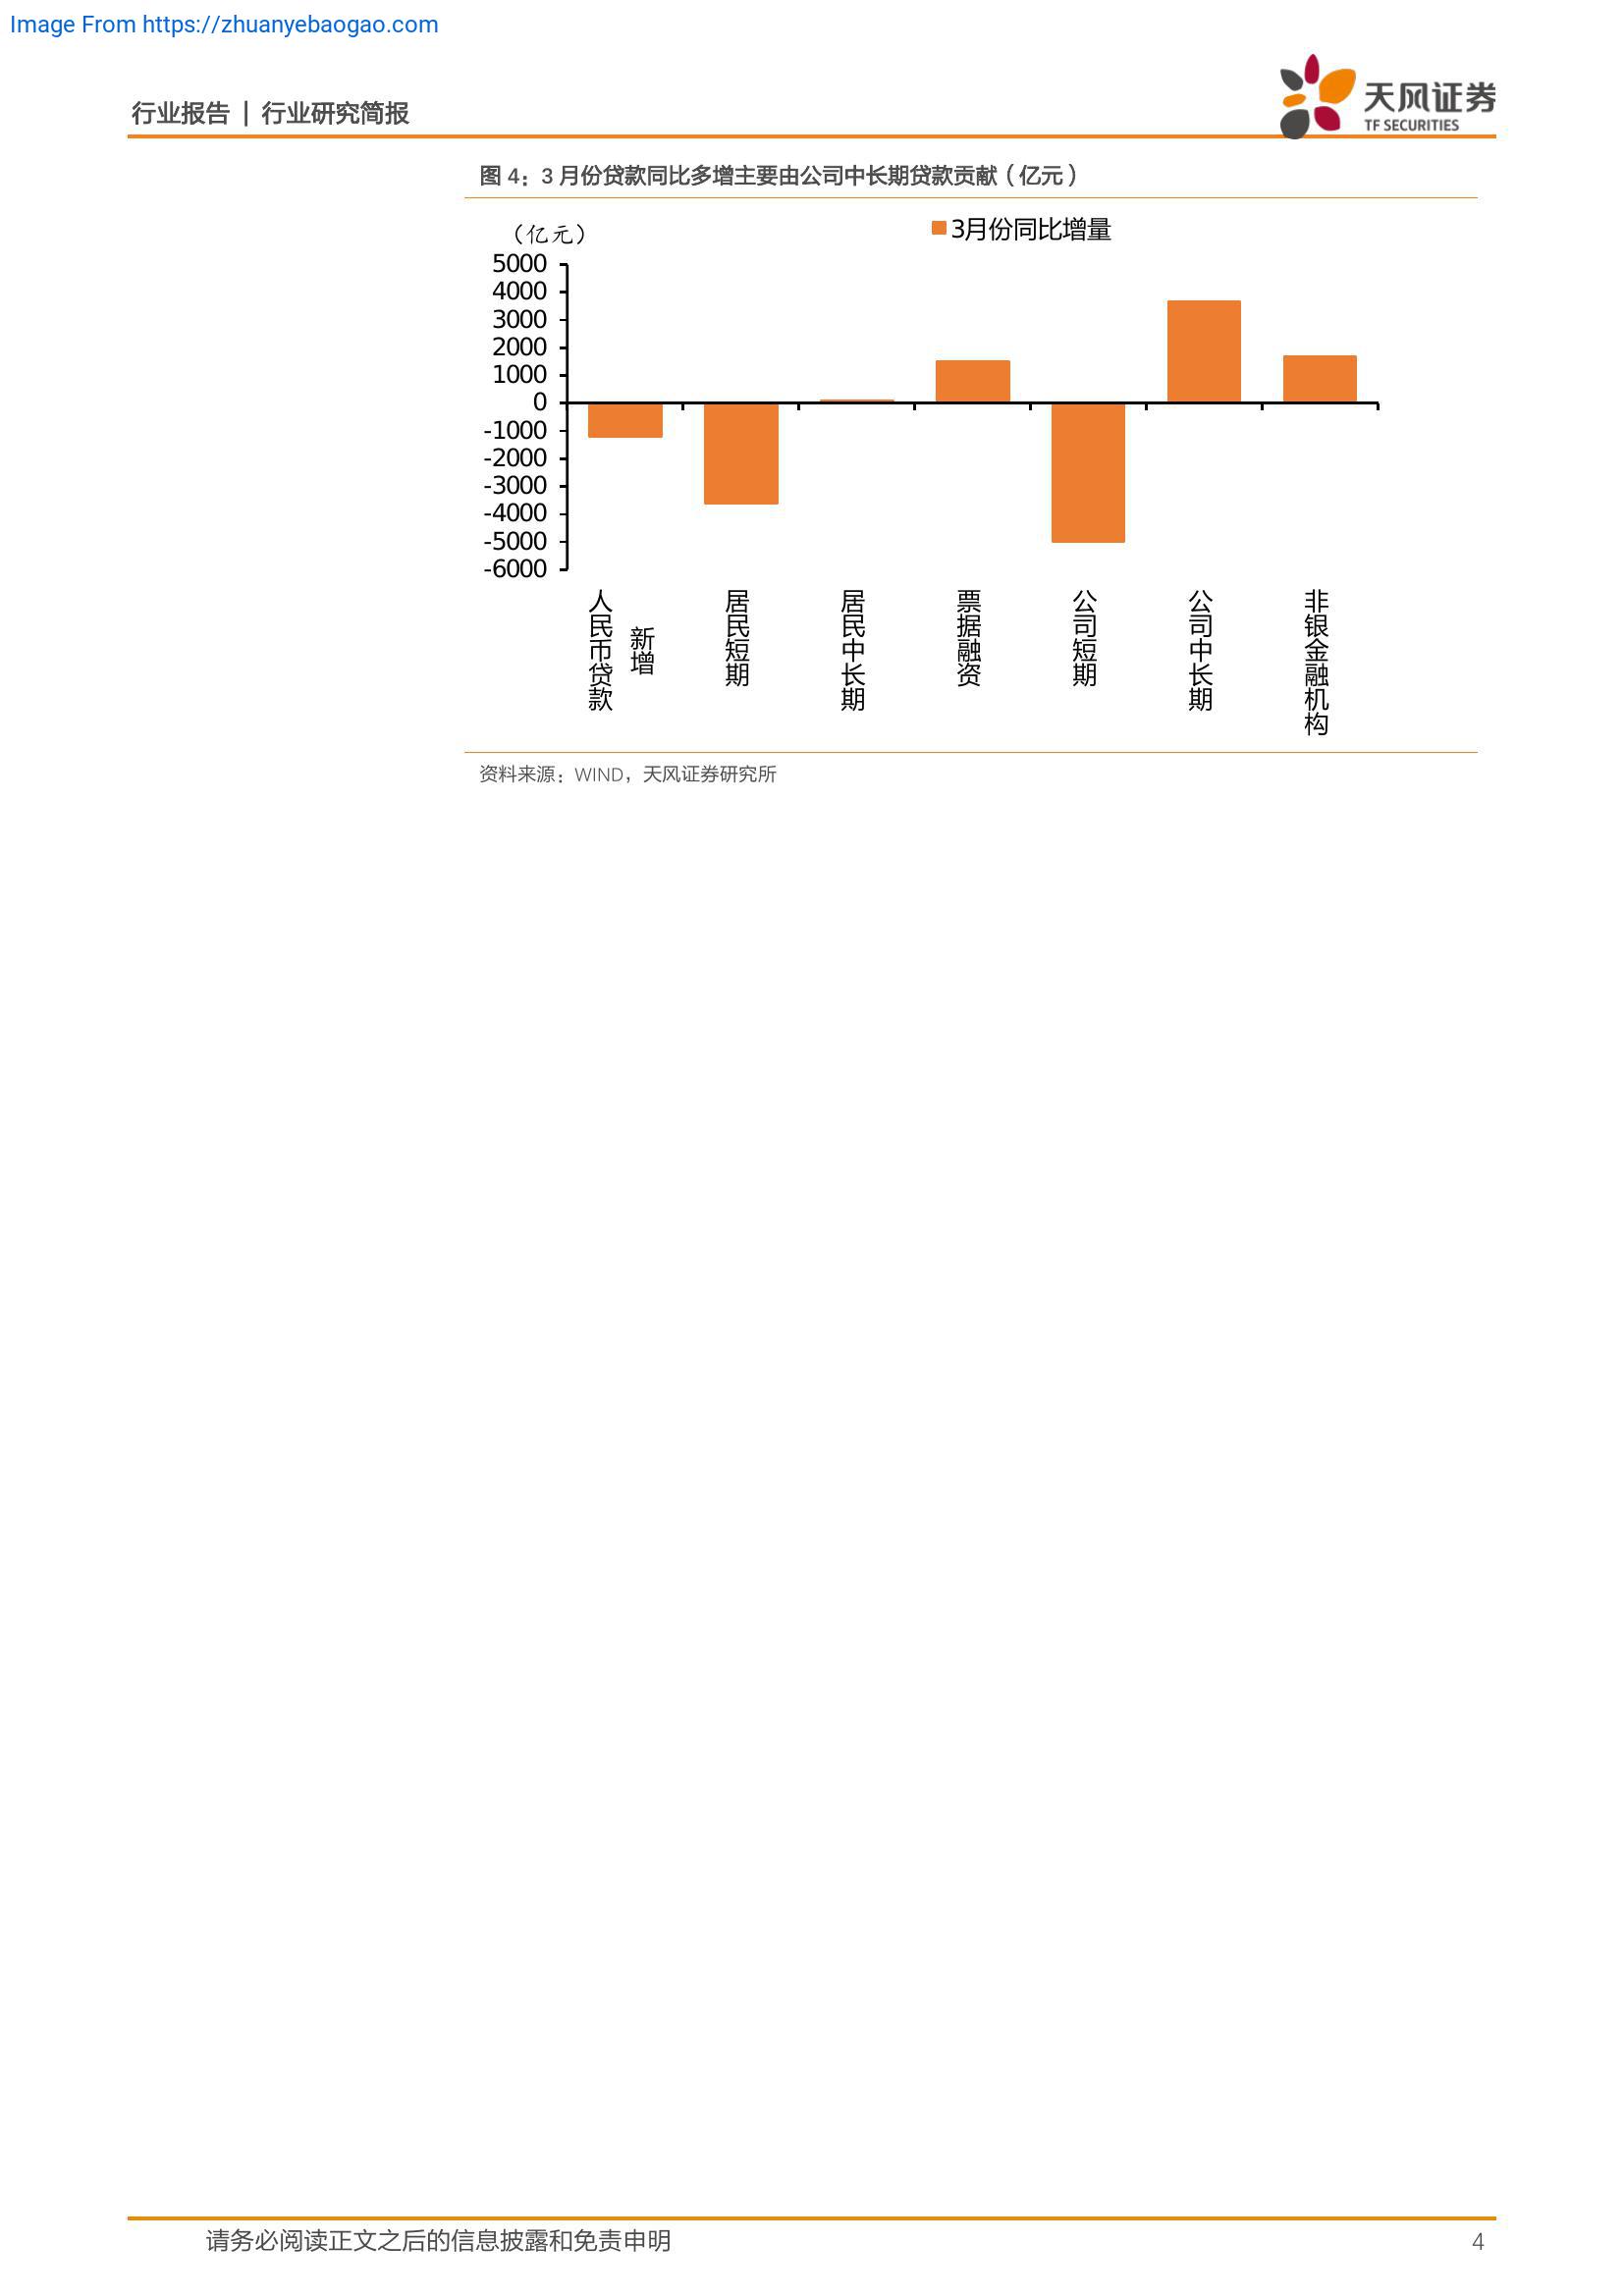 Image From https://zhuanyebaogao.com
行业报告 | 行业研究简报
天风证券
TF SECURITIES
图 4：3 月份贷款同比多增主要由公司中长期贷款贡献（亿元）
（亿元）
3月份同比增量
5000
4000
3000
2000
1000
0
-1000
-2000
-3000
-4000
-5000
-6000
新增
人民币贷款
居民短期
居民中长期
票据融资
公司短期
公司中长期
非银金融机构
资料来源：WIND，天风证券研究所
请务必阅读正文之后的信息披露和免责申明
4